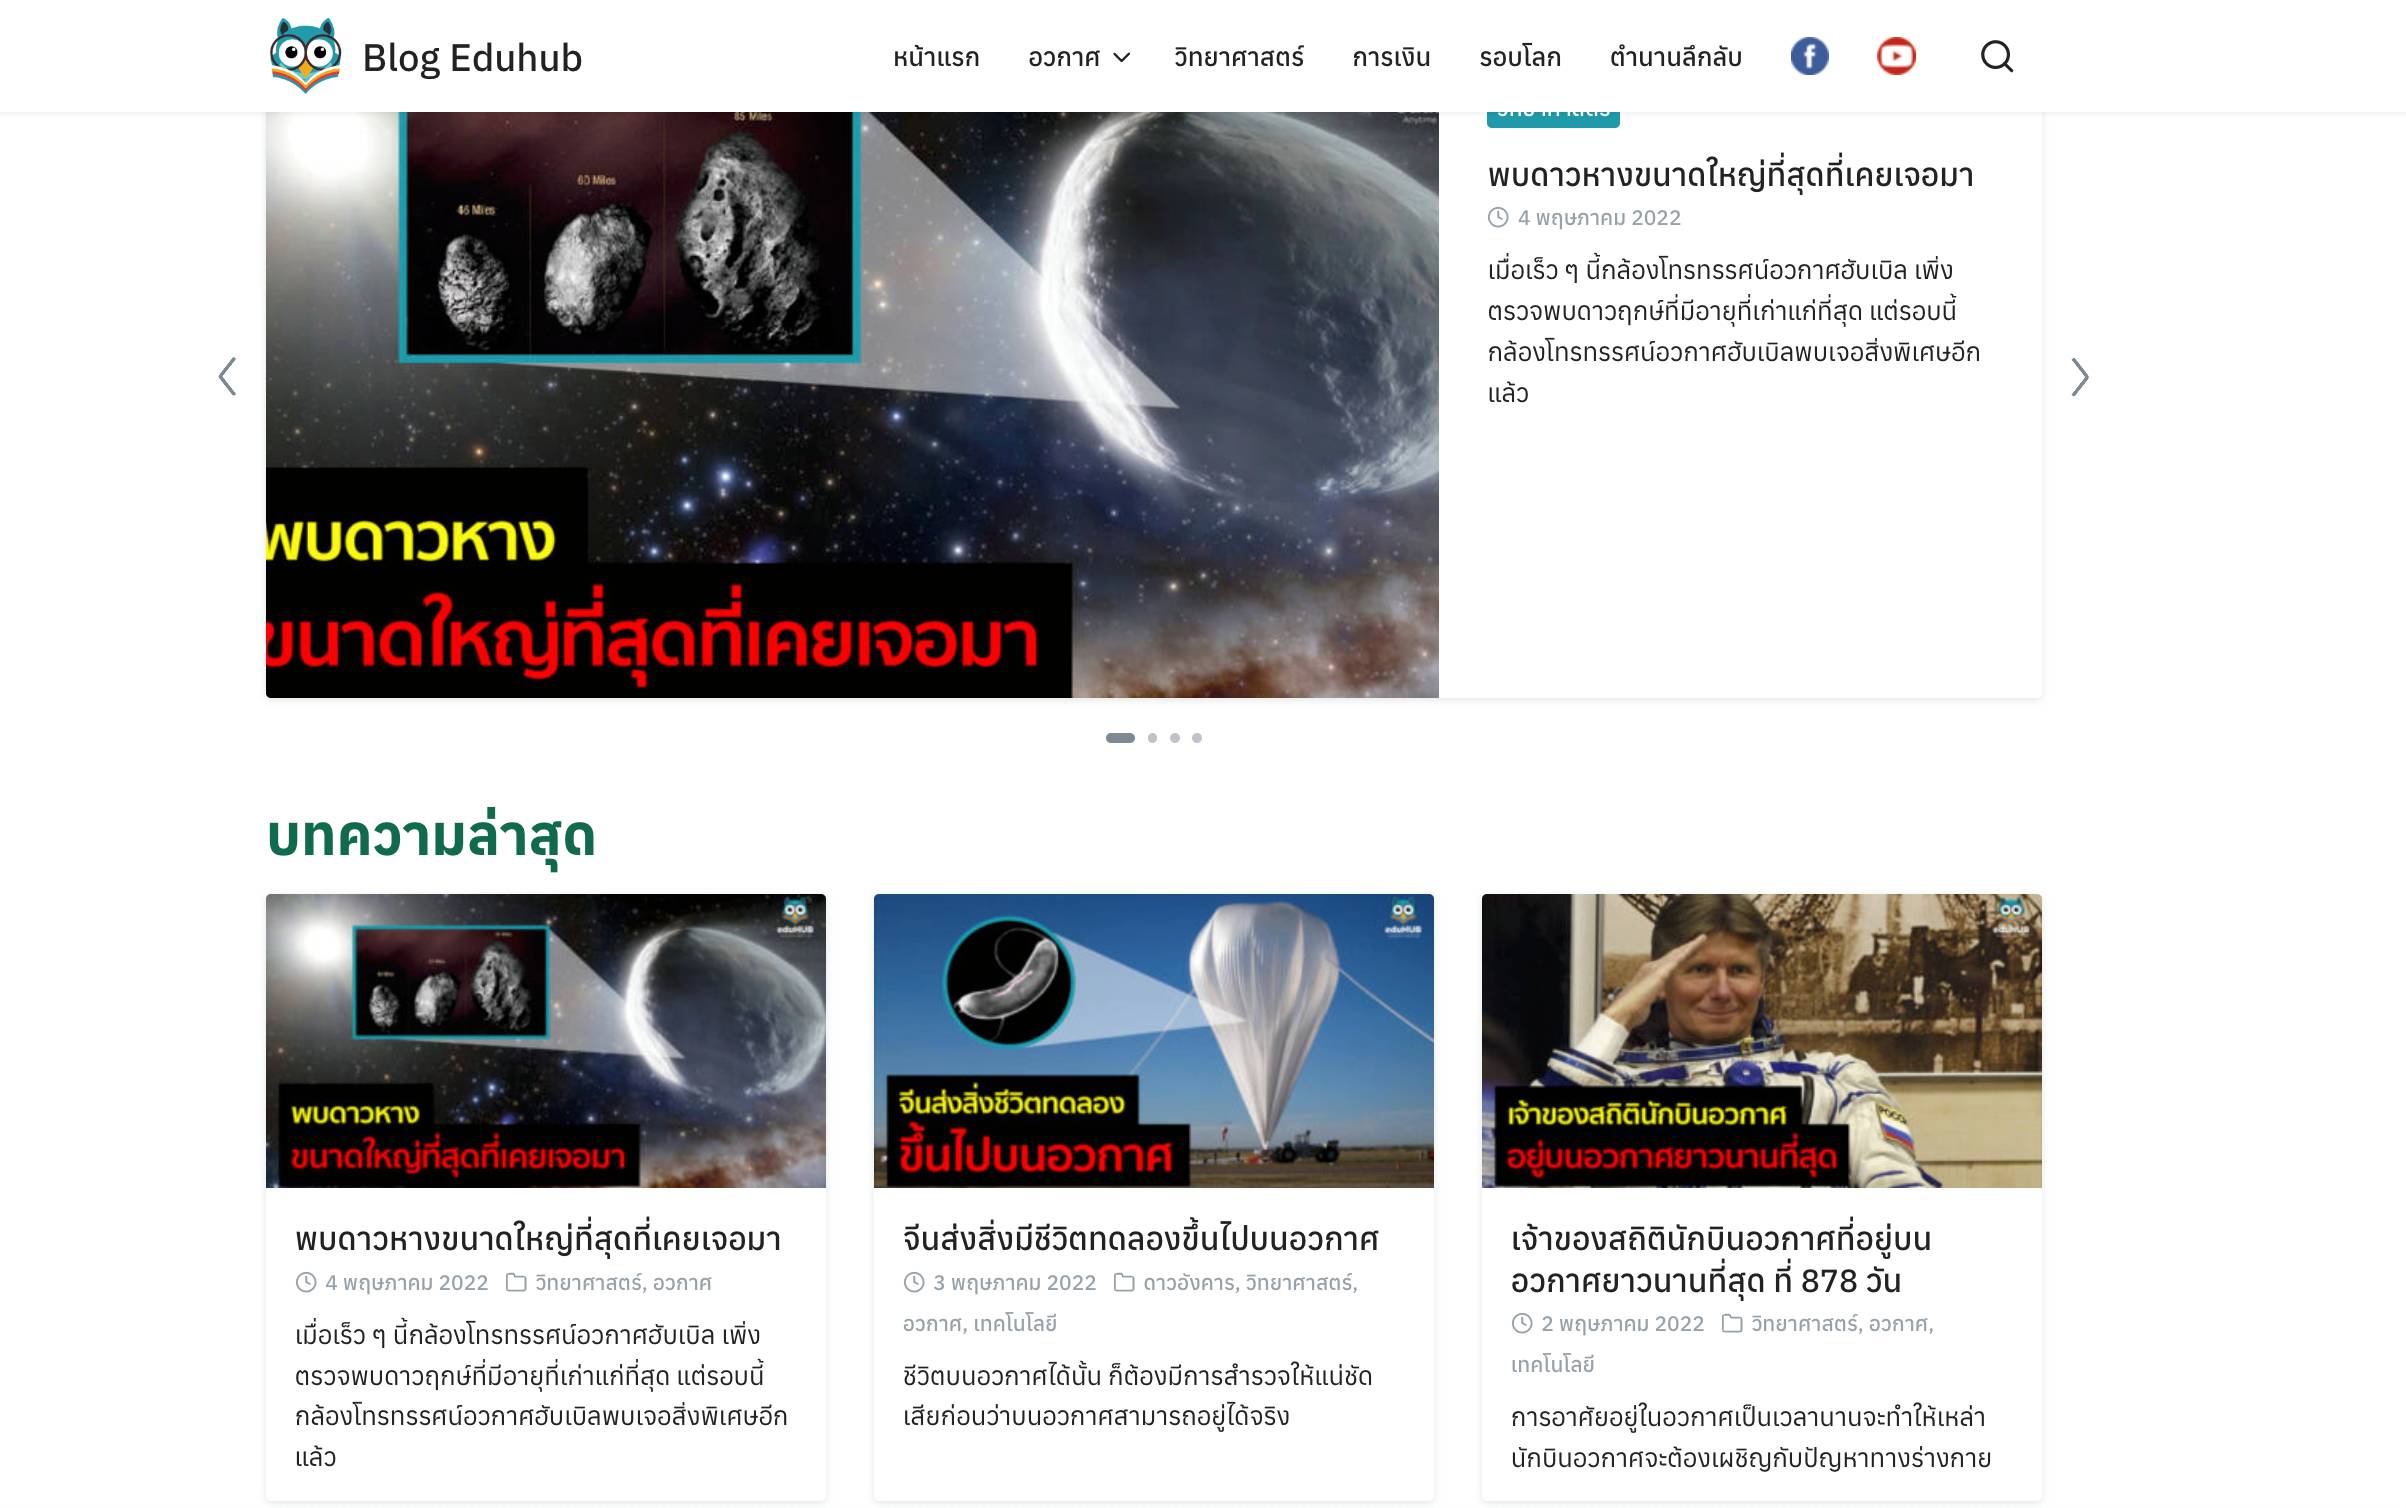 Blog Eduhub
หน้าแรก
อวกาศ
วิทยาศาสตร์
การเงิน
รอบโลก
ตำนานลึกลับ
46 Miles
60 Miles
85 Miles
Anytime
พบดาวหาง
ขนาดใหญ่ที่สุดที่เคยเจอมา
พบดาวหางขนาดใหญ่ที่สุดที่เคยเจอมา
4 พฤษภาคม 2022
เมื่อเร็ว ๆ นี้กล้องโทรทรรศน์อวกาศฮับเบิล เพิ่ง
ตรวจพบดาวฤกษ์ที่มีอายุที่เก่าแก่ที่สุด แต่รอบนี้
กล้องโทรทรรศน์อวกาศฮับเบิลพบเจอสิ่งพิเศษอีก
แล้ว
บทความล่าสุด
eduHUB
พบดาวหาง
ขนาดใหญ่ที่สุดที่เคยเจอมา
พบดาวหางขนาดใหญ่ที่สุดที่เคยเจอมา
4 พฤษภาคม 2022 วิทยาศาสตร์, อวกาศ
เมื่อเร็ว ๆ นี้กล้องโทรทรรศน์อวกาศฮับเบิล เพิ่ง
ตรวจพบดาวฤกษ์ที่มีอายุที่เก่าแก่ที่สุด แต่รอบนี้
กล้องโทรทรรศน์อวกาศฮับเบิลพบเจอสิ่งพิเศษอีก
แล้ว
eduHUB
จีนส่งสิ่งชีวิตทดลอง
ขึ้นไปบนอวกาศ
จีนส่งสิ่งมีชีวิตทดลองขึ้นไปบนอวกาศ
3 พฤษภาคม 2022 ดาวอังคาร, วิทยาศาสตร์,
อวกาศ, เทคโนโลยี
ชีวิตบนอวกาศได้นั้น ก็ต้องมีการสำรวจให้แน่ชัด
เสียก่อนว่าบนอวกาศสามารถอยู่ได้จริง
eduHUB
เจ้าของสถิตินักบินอวกาศ
อยู่บนอวกาศยาวนานที่สุด
เจ้าของสถิตินักบินอวกาศที่อยู่บน
อวกาศยาวนานที่สุด ที่ 878 วัน
2 พฤษภาคม 2022 วิทยาศาสตร์, อวกาศ,
เทคโนโลยี
การอาศัยอยู่ในอวกาศเป็นเวลานานจะทำให้เหล่า
นักบินอวกาศจะต้องเผชิญกับปัญหาทางร่างกาย